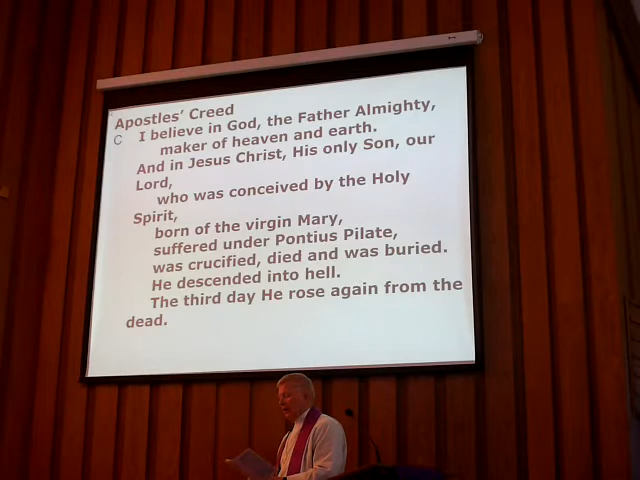 Apostles' Creed
C I believe in God, the Father Almighty,
maker of heaven and earth.
And in Jesus Christ, His only Son, our
Lord,
who was conceived by the Holy
Spirit,
born of the virgin Mary,
suffered under Pontius Pilate,
was crucified, died and was buried.
He descended into hell.
The third day He rose again from the
dead.